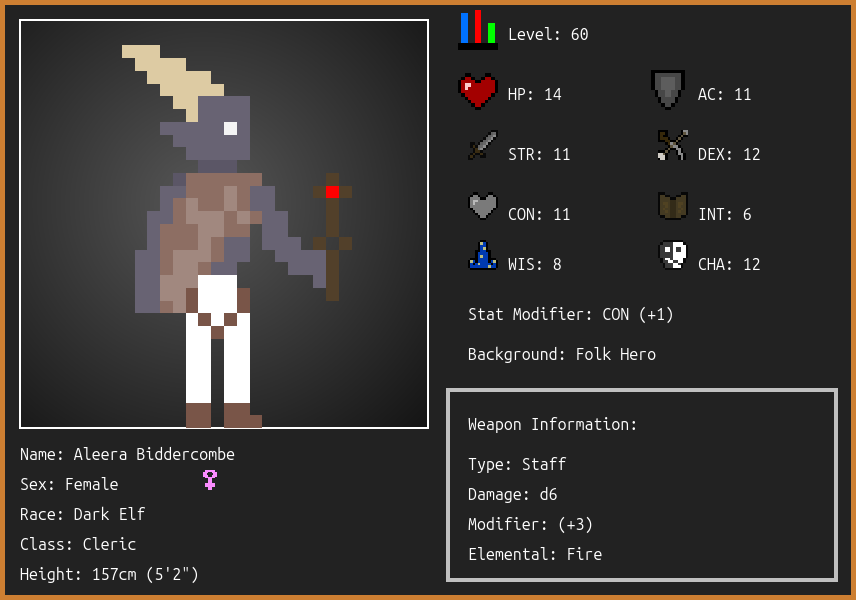 Level: 60
HP: 14
AC: 11
STR: 11
DEX: 12
CON: 11
INT: 6
WIS: 8
CHA: 12
Stat Modifier: CON (+1)
Background: Folk Hero
Weapon Information:
Type: Staff
Damage: d6
Modifier: (+3)
Elemental: Fire
Name: Aleera Biddercombe
Sex: Female
Race: Dark Elf
Class: Cleric
Height: 157cm (5'2")